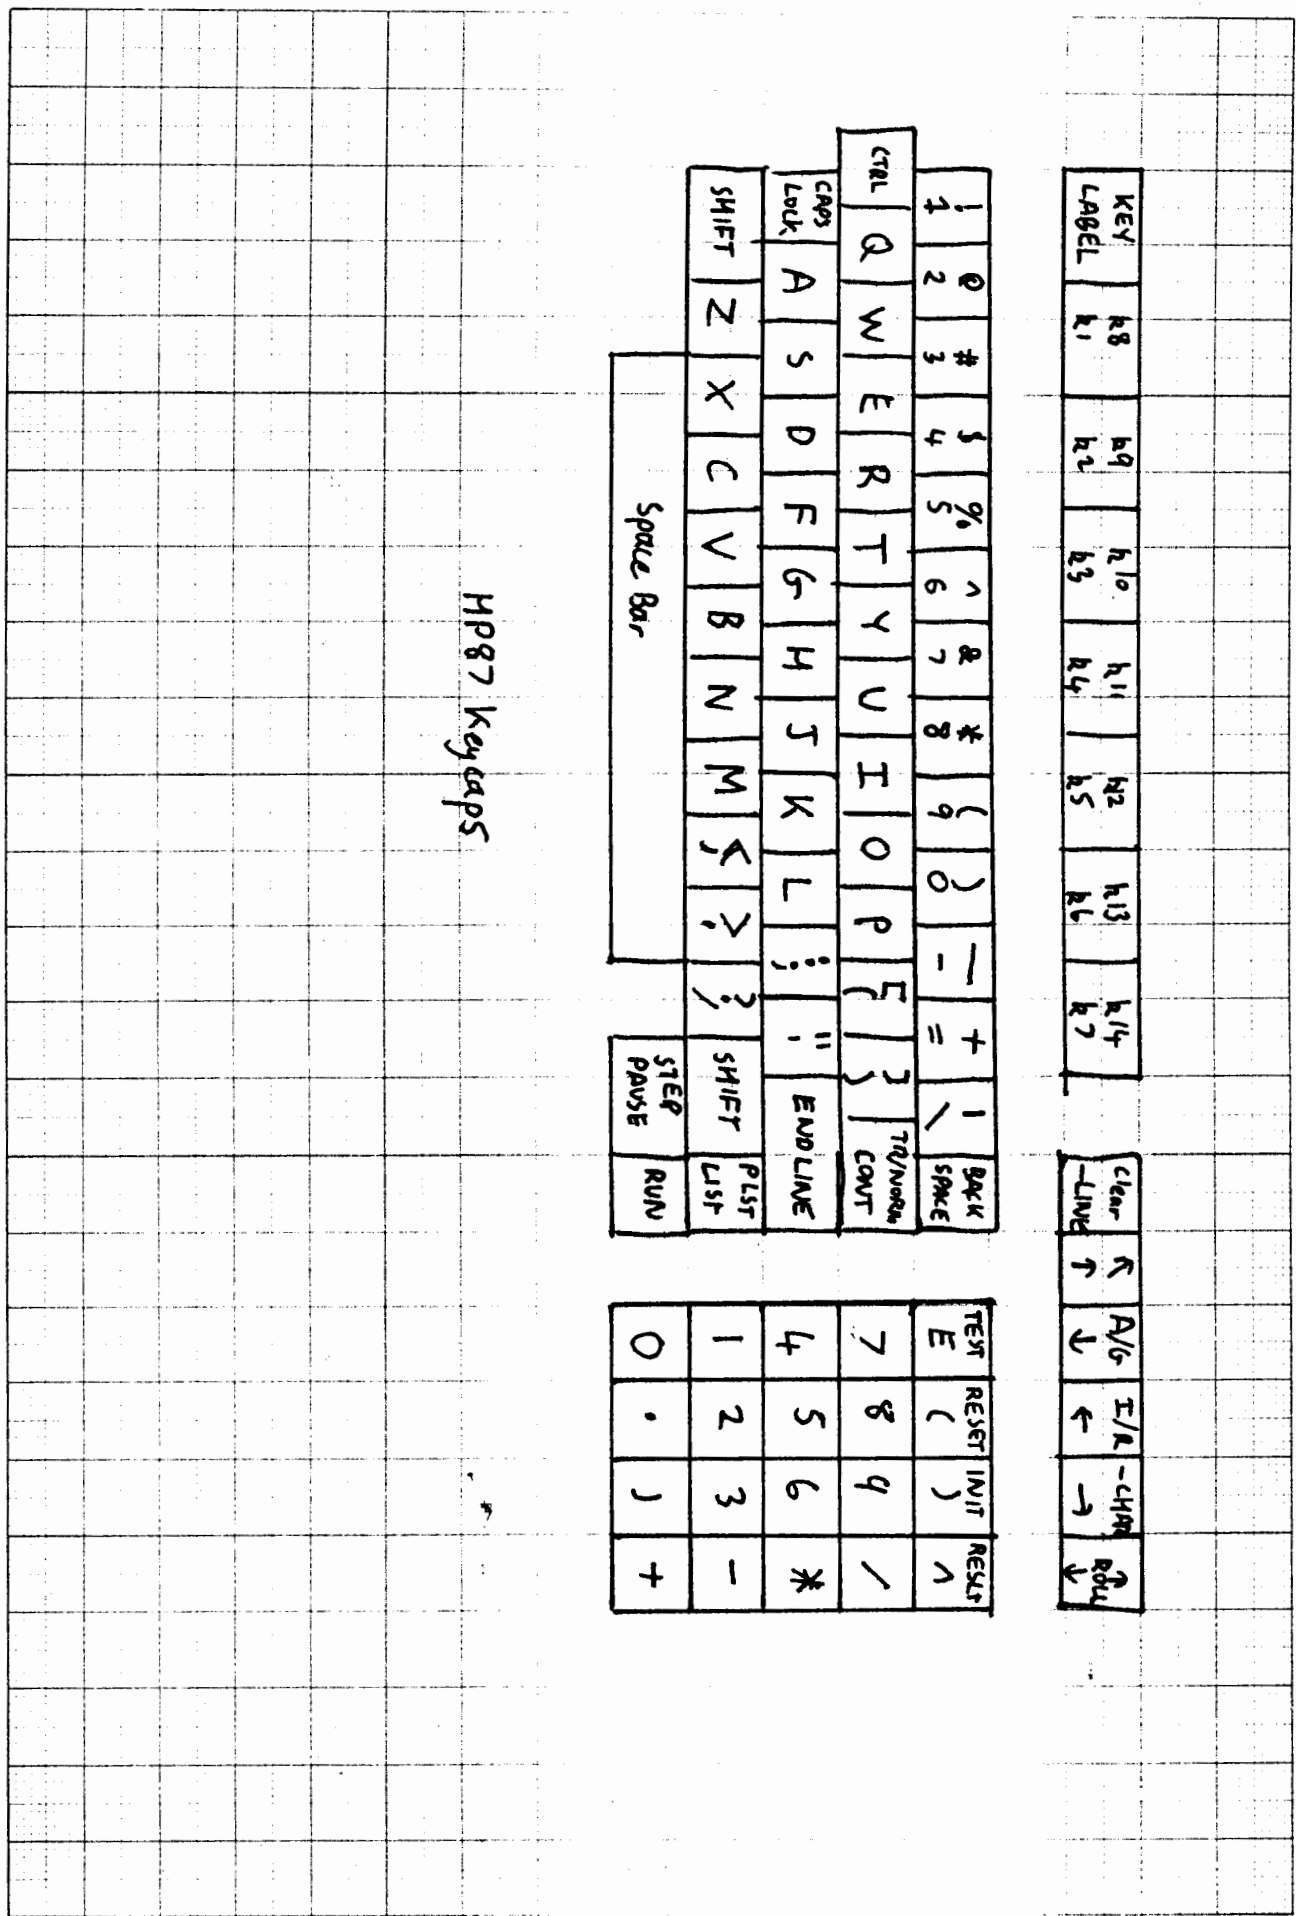 KEY LABEL k8 k1 k9 k2 k10 k3 k11 k4 k12 k5 k13 k6 k14 k7 Clear -LINE ↖ ↑ A/G ↓ I/R ← -CHAR → ↑ ROLL ↓
! 1 @ 2 # 3 $ 4 % 5 ^ 6 & 7 * 8 ( 9 ) 0 — - + = | \ BACK SPACE TEST E RESET ( INIT ) RESET ^
CTRL Q W E R T Y U I O P [ ( ] } TR/NORM CONT 7 8 9 /
CAPS LOCK A S D F G H J K L : ; " ' ENDLINE 4 5 6 *
SHIFT Z X C V B N M < , > . ? / SHIFT PLST LIST 1 2 3 -
Space Bar STEP PAUSE RUN 0 . , +
HP87 Keycaps